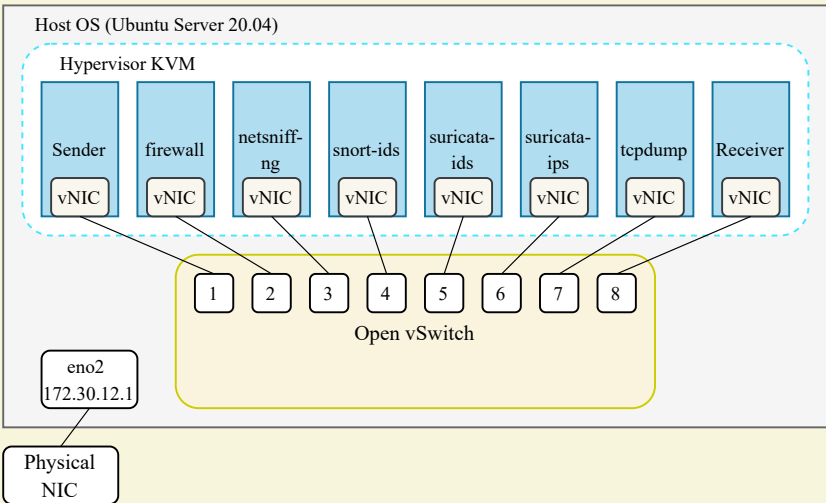 Host OS (Ubuntu Server 20.04)
Hypervisor KVM
Sender
firewall
netsniff-
ng
snort-ids
suricata-
ids
suricata-
ips
tcpdump
Receiver
vNIC
vNIC
vNIC
vNIC
vNIC
vNIC
vNIC
vNIC
1
2
3
4
5
6
7
8
Open vSwitch
eno2
172.30.12.1
Physical
NIC